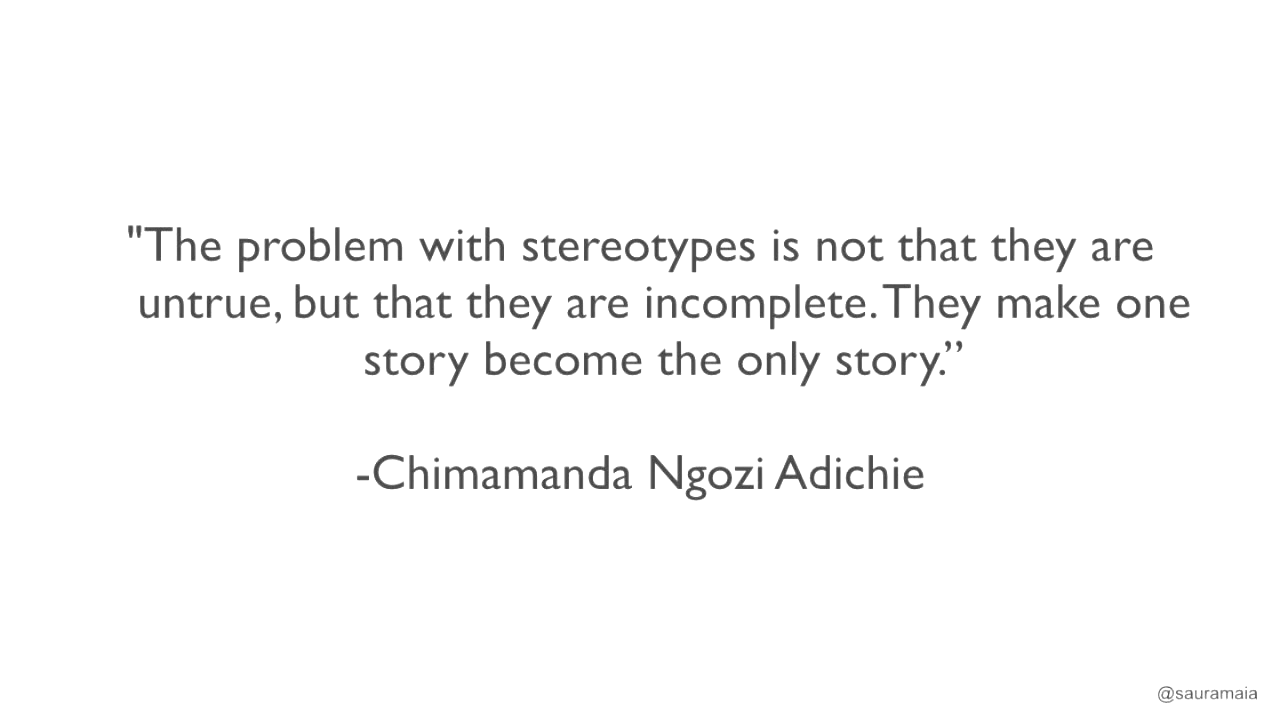 "The problem with stereotypes is not that they are
untrue, but that they are incomplete. They make one
story become the only story.”
-Chimamanda Ngozi Adichie
@sauramaia